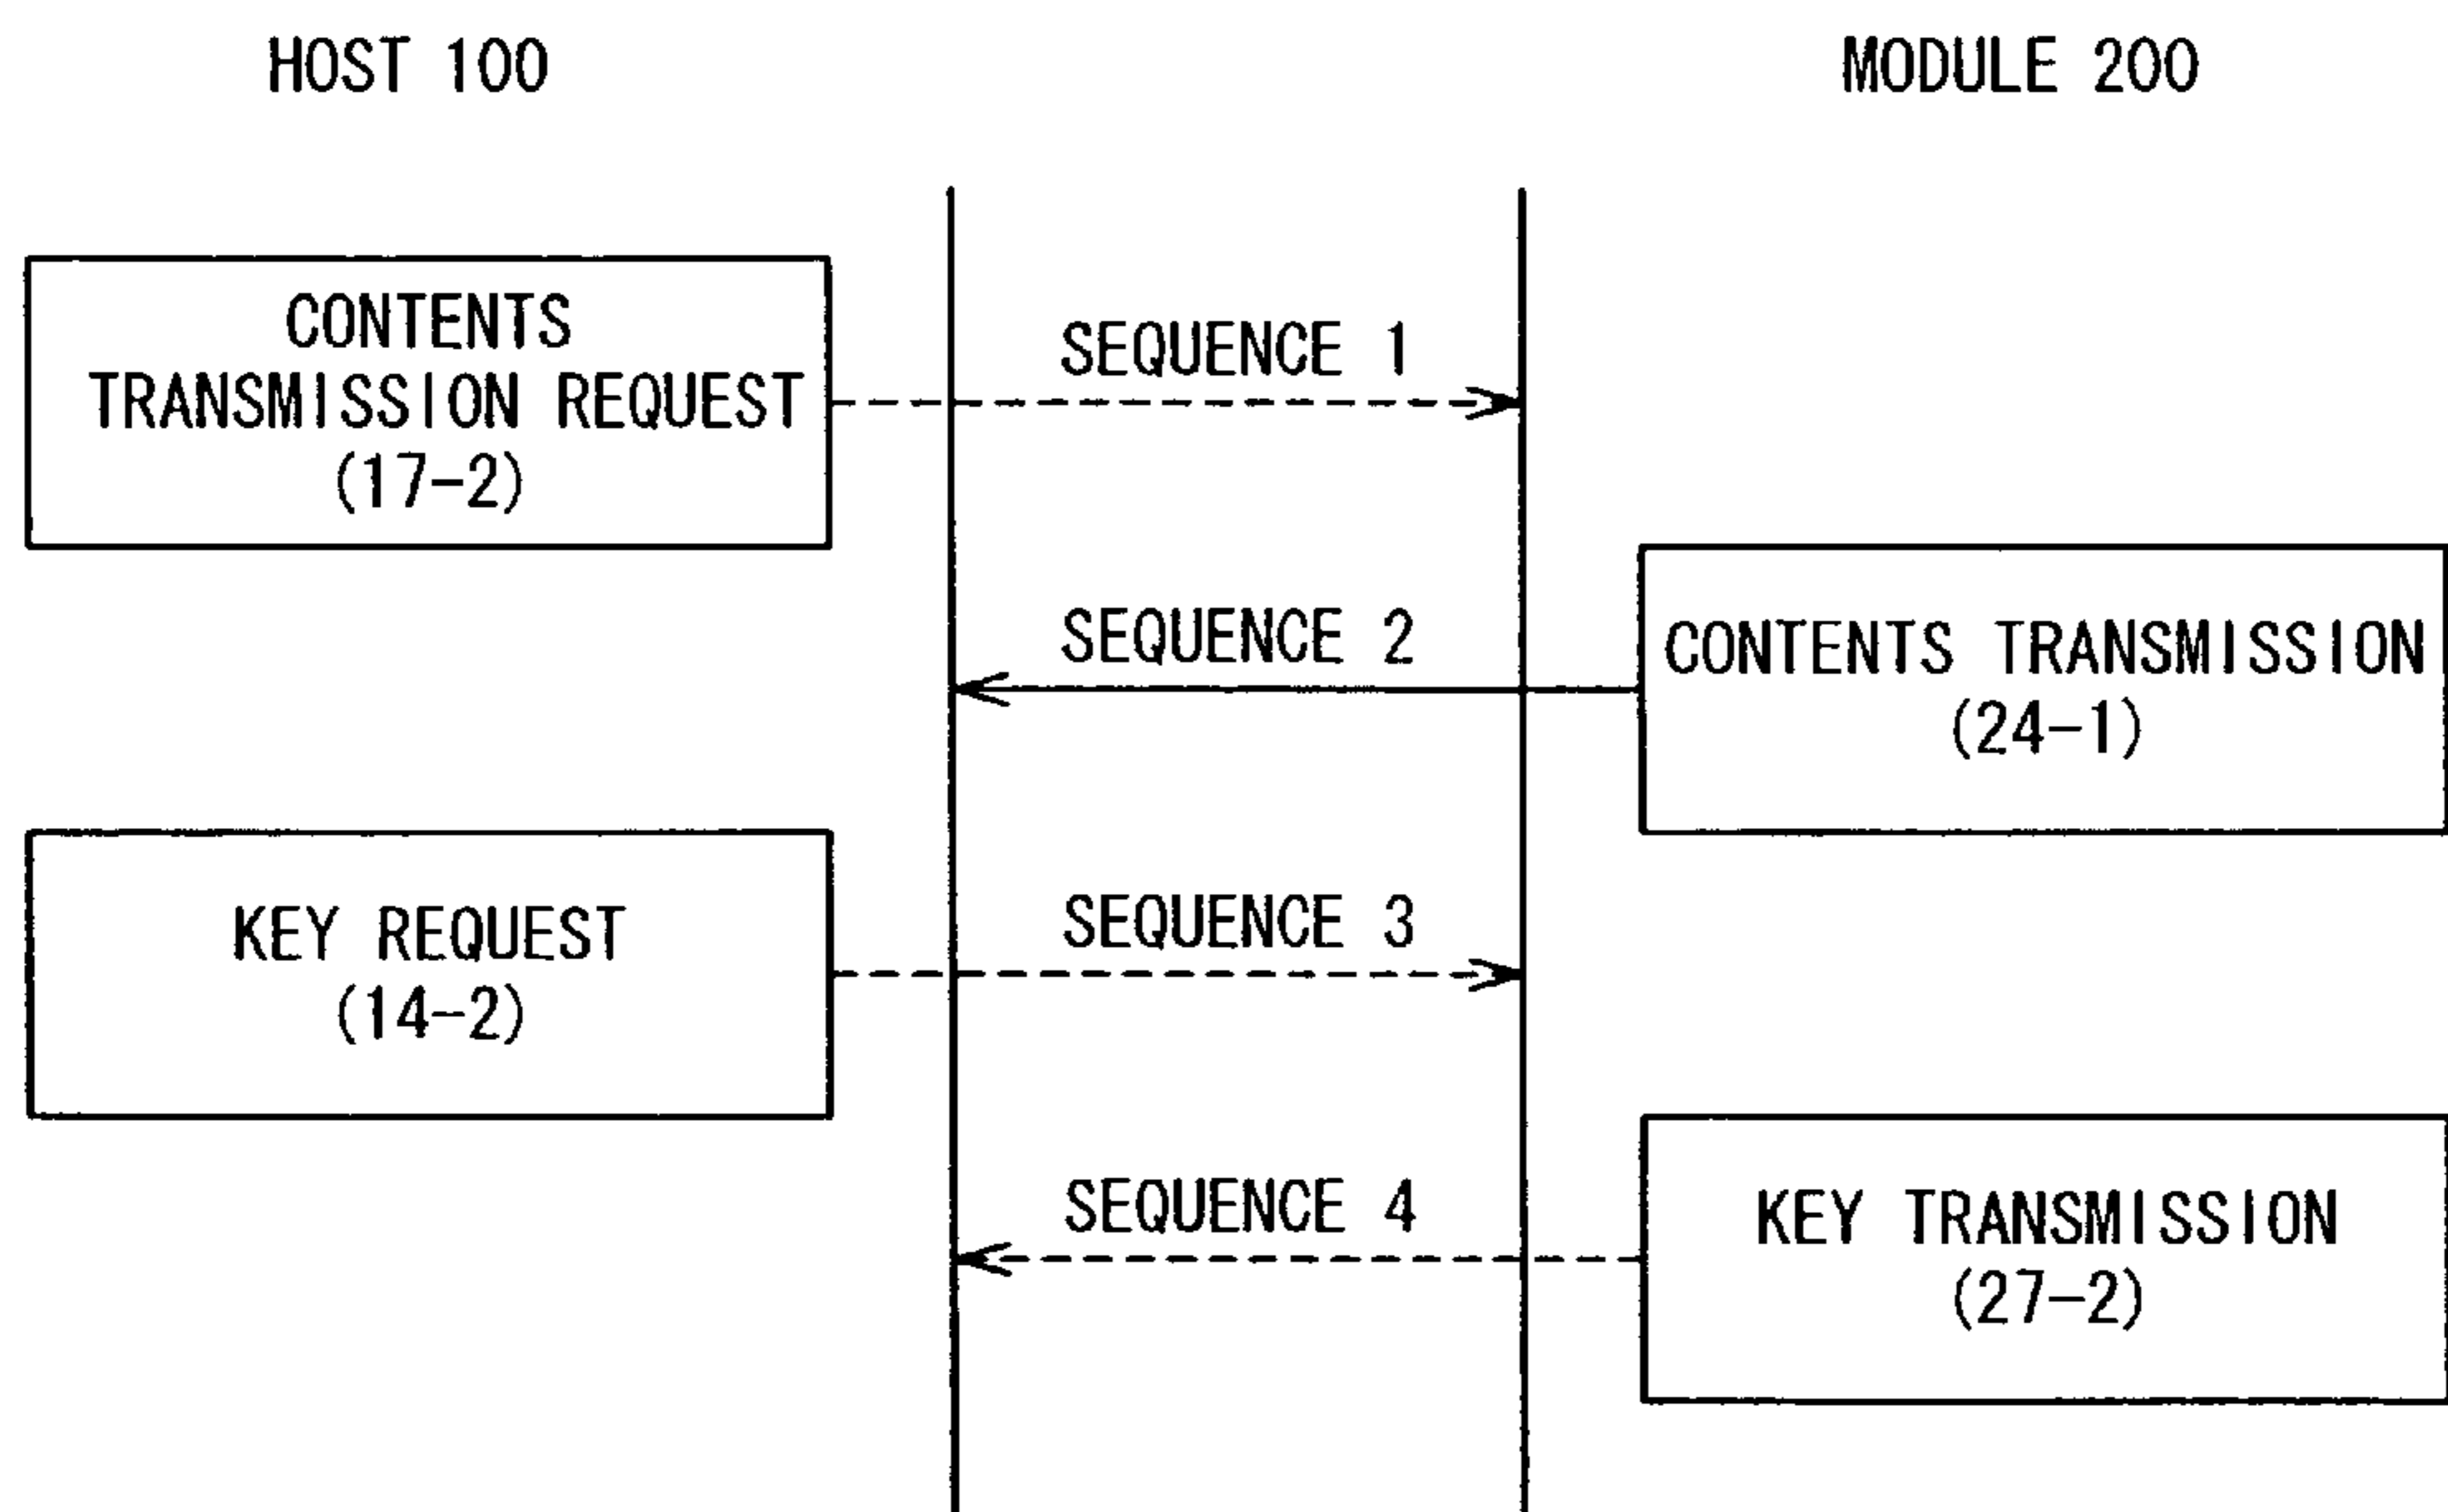 HOST 100
MODULE 200
CONTENTS
TRANSMISSION REQUEST
(17-2)
SEQUENCE 1
SEQUENCE 2
CONTENTS TRANSMISSION
(24-1)
KEY REQUEST
(14-2)
SEQUENCE 3
SEQUENCE 4
KEY TRANSMISSION
(27-2)